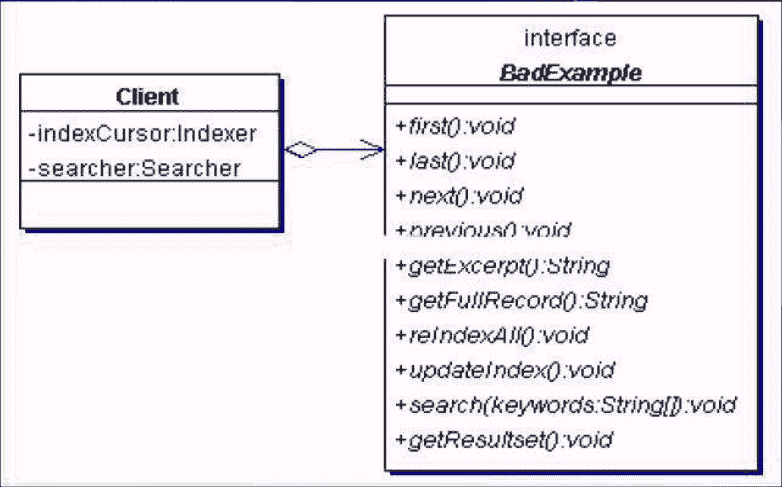 Client
-indexCursor:Indexer
-searcher:Searcher
interface
BadExample
+first():void
+last():void
+next():void
+previous():void
+getExcerpt():String
+getFullRecord():String
+reIndexAll():void
+updateIndex():void
+search(keywords:String[]):void
+getResultset():void